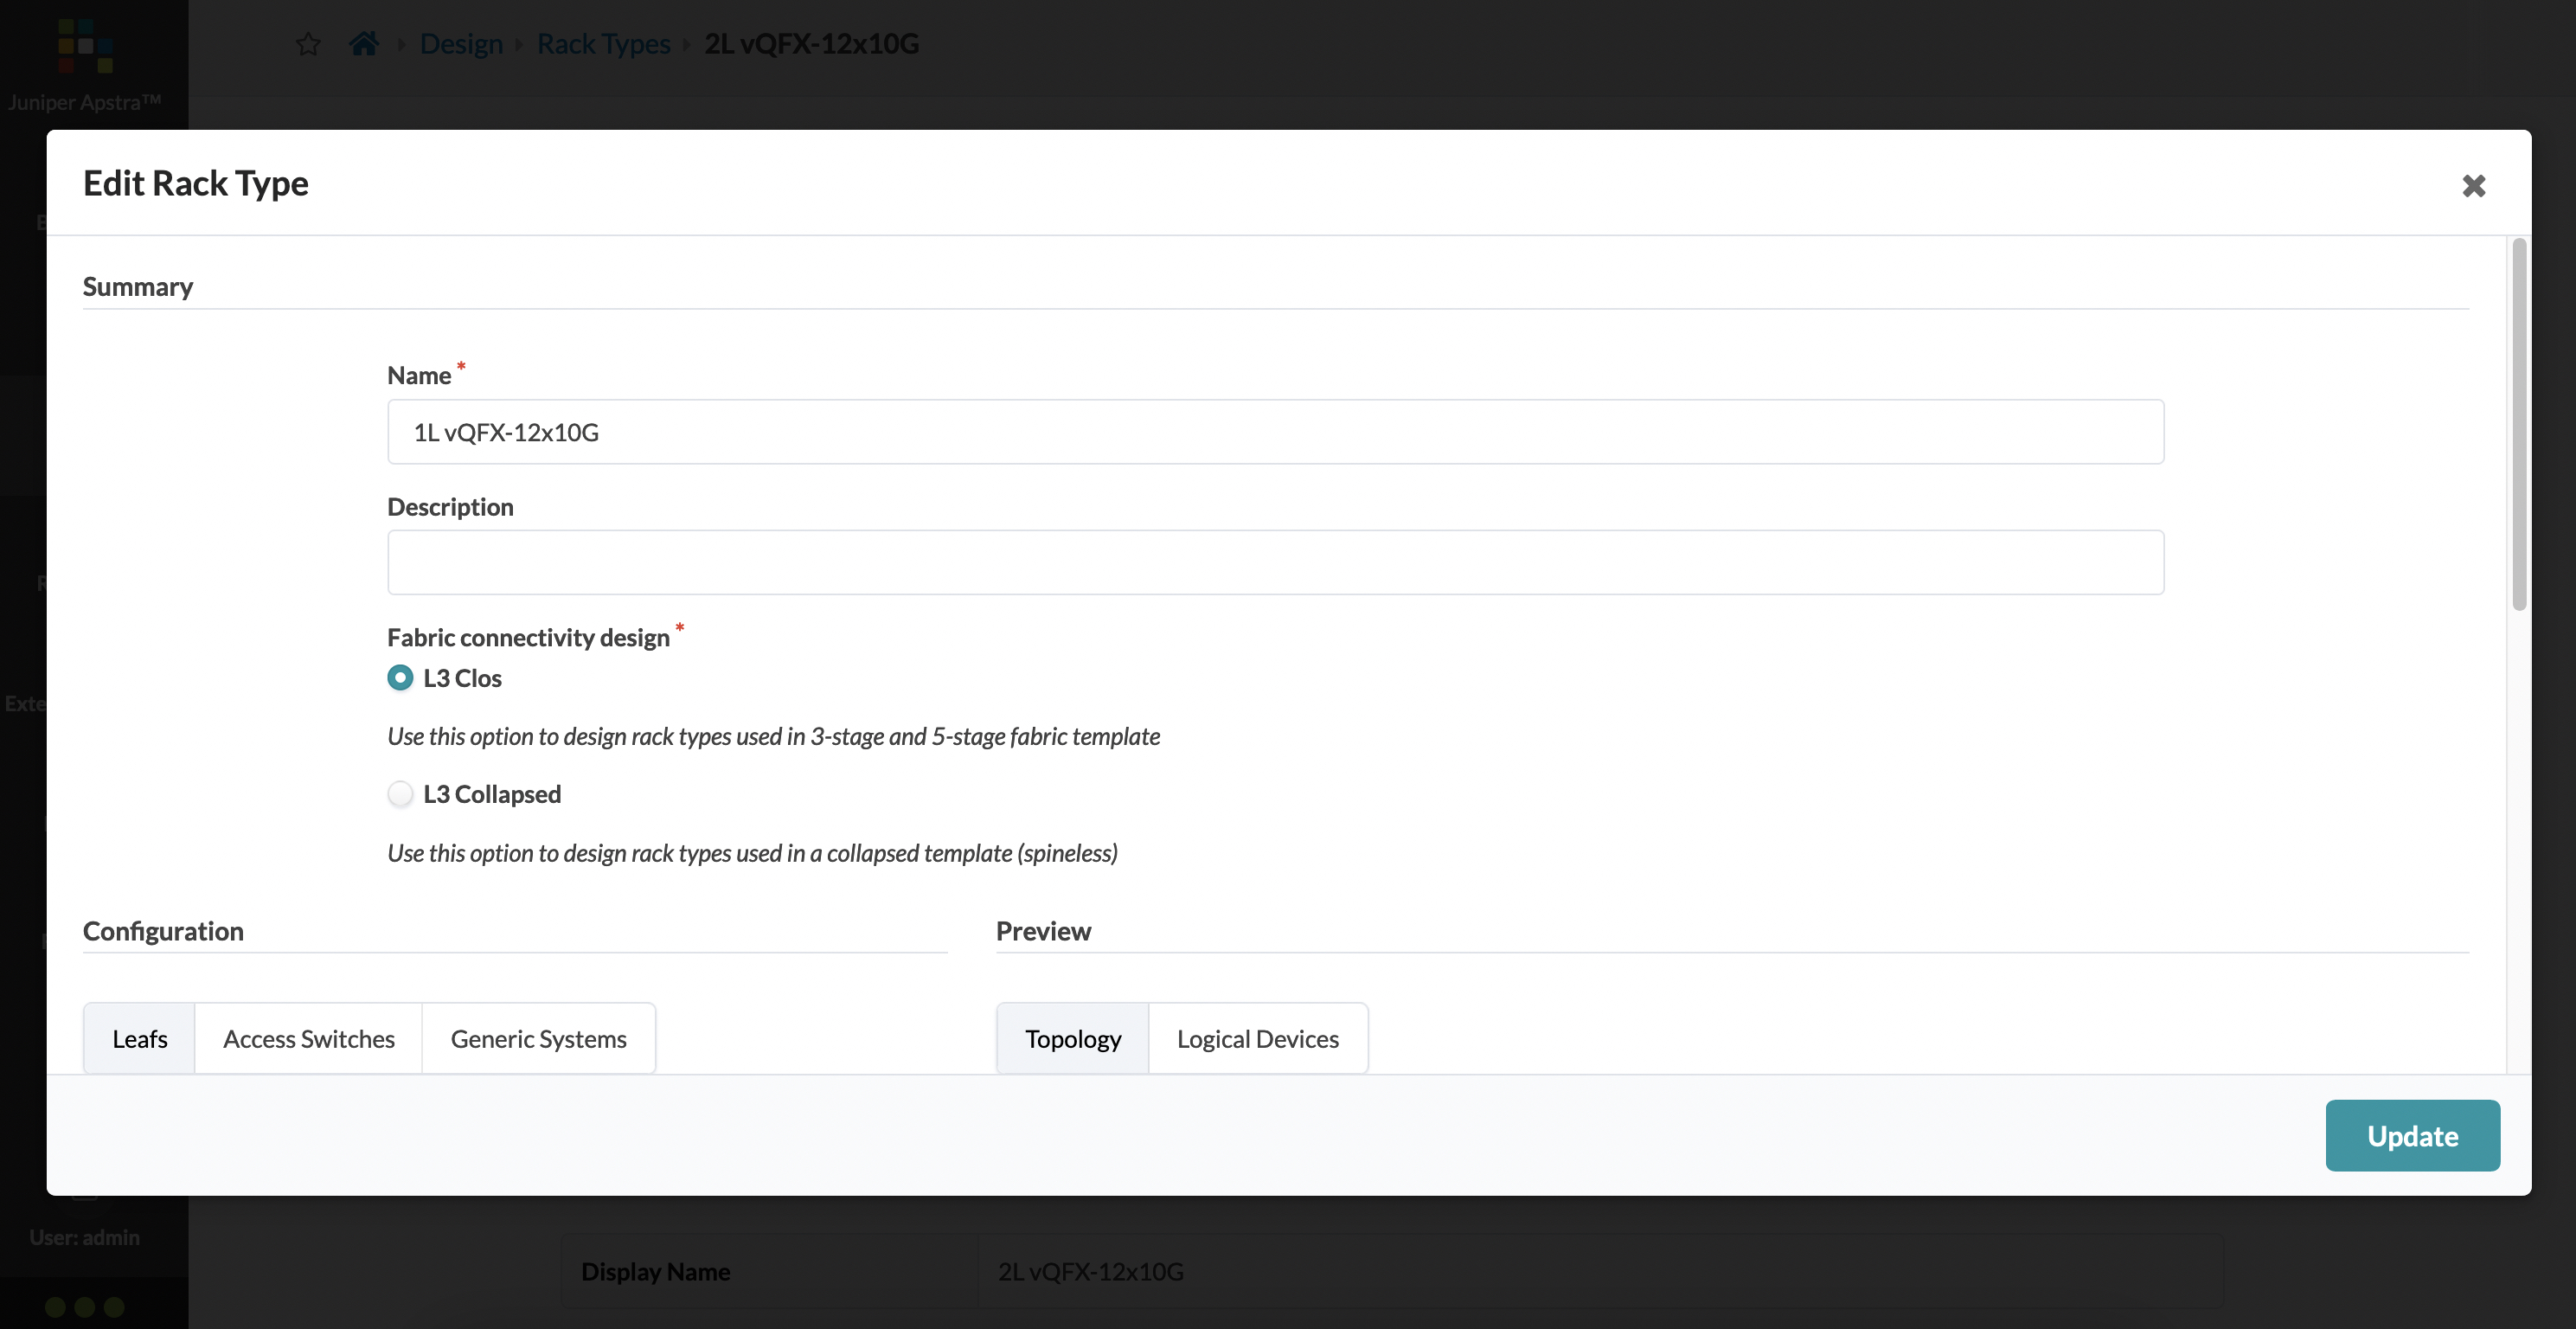 Design Rack Types 2L vQFX-12x10G
Juniper Apstra™
Edit Rack Type
Summary
Name *
1L vQFX-12x10G
Description
Fabric connectivity design *
L3 Clos
Use this option to design rack types used in 3-stage and 5-stage fabric template
L3 Collapsed
Use this option to design rack types used in a collapsed template (spineless)
Configuration
Preview
Leafs Access Switches Generic Systems
Topology Logical Devices
Update
User: admin
Display Name 2L vQFX-12x10G